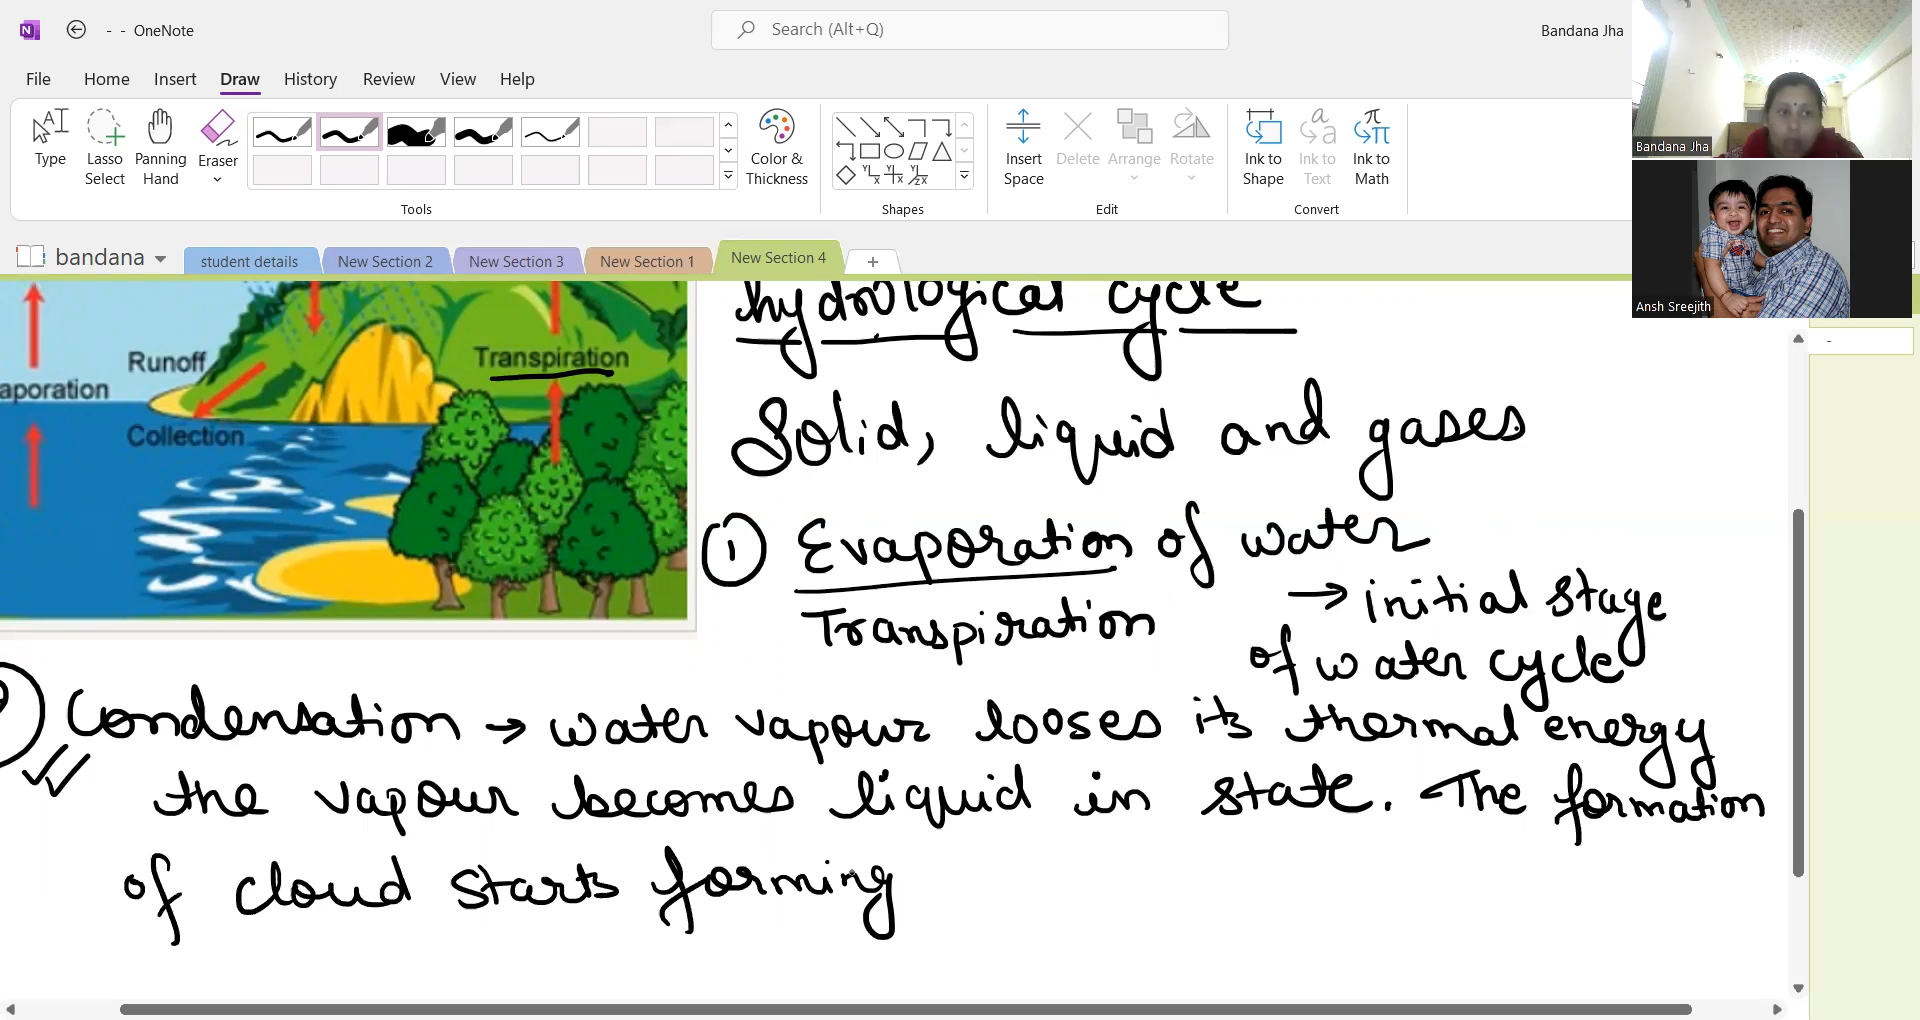 - - OneNote
Search (Alt+Q)
Bandana Jha
File Home Insert Draw History Review View Help
Type
Lasso Select
Panning Hand
Eraser
Color & Thickness
Insert Space
Delete
Arrange
Rotate
Ink to Shape
Ink to Text
Ink to Math
Tools
Shapes
Edit
Convert
Bandana Jha
Ansh Sreejith
bandana
student details
New Section 2
New Section 3
New Section 1
New Section 4
-
Runoff
Transpiration
aporation
Collection
hydrological cycle
Solid, liquid and gases
① Evaporation of water
→ initial stage
Transpiration
of water cycle
Condensation → water vapour looses its thermal energy
the vapour becomes liquid in state. The formation
of cloud starts forming